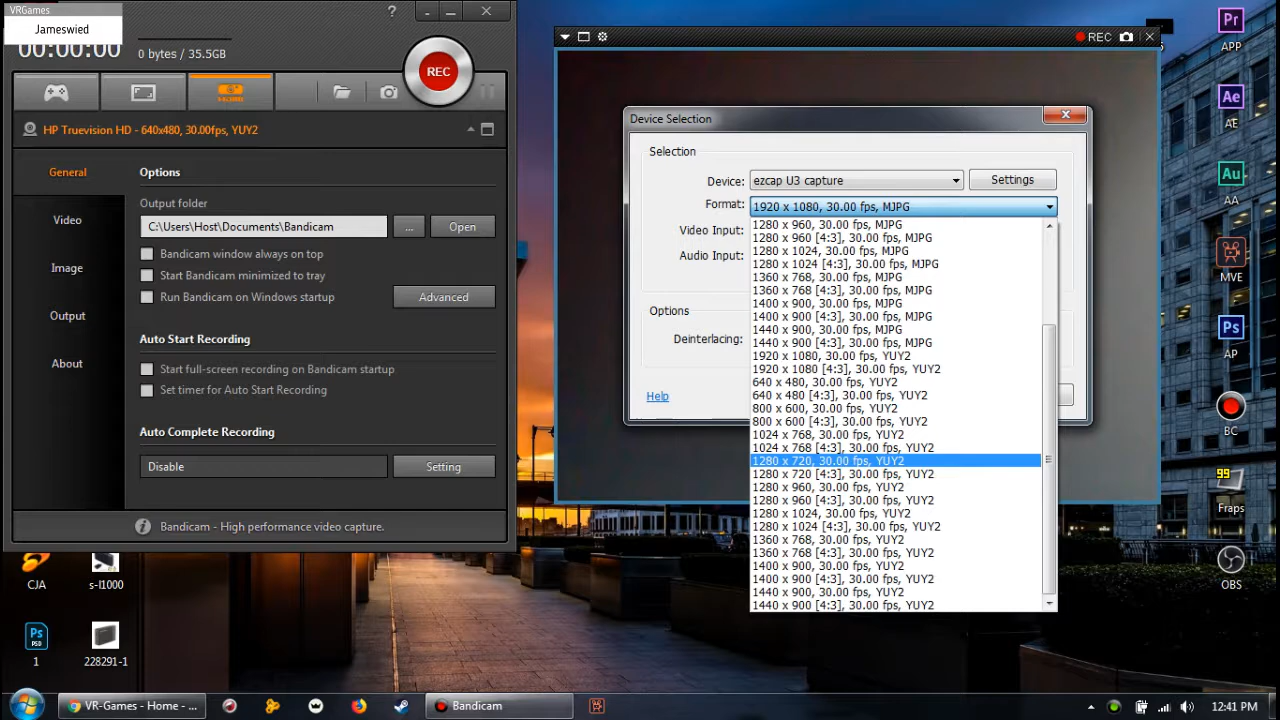 VRGames
Jameswied
00:00:00
0 bytes / 35.5GB
?
REC
HDMI
HP Truevision HD - 640x480, 30.00fps, YUY2
General
Video
Image
Output
About
Options
Output folder
C:\Users\Host\Documents\Bandicam
...
Open
Bandicam window always on top
Start Bandicam minimized to tray
Run Bandicam on Windows startup
Advanced
Auto Start Recording
Start full-screen recording on Bandicam startup
Set timer for Auto Start Recording
Auto Complete Recording
Disable
Setting
Bandicam - High performance video capture.
REC
Device Selection
Selection
Device:
ezcap U3 capture
Settings
Format:
1920 x 1080, 30.00 fps, MJPG
Video Input:
Audio Input:
Options
Deinterlacing:
Help
1280 x 960, 30.00 fps, MJPG
1280 x 960 [4:3], 30.00 fps, MJPG
1280 x 1024, 30.00 fps, MJPG
1280 x 1024 [4:3], 30.00 fps, MJPG
1360 x 768, 30.00 fps, MJPG
1360 x 768 [4:3], 30.00 fps, MJPG
1400 x 900, 30.00 fps, MJPG
1400 x 900 [4:3], 30.00 fps, MJPG
1440 x 900, 30.00 fps, MJPG
1440 x 900 [4:3], 30.00 fps, MJPG
1920 x 1080, 30.00 fps, YUY2
1920 x 1080 [4:3], 30.00 fps, YUY2
640 x 480, 30.00 fps, YUY2
640 x 480 [4:3], 30.00 fps, YUY2
800 x 600, 30.00 fps, YUY2
800 x 600 [4:3], 30.00 fps, YUY2
1024 x 768, 30.00 fps, YUY2
1024 x 768 [4:3], 30.00 fps, YUY2
1280 x 720, 30.00 fps, YUY2
1280 x 720 [4:3], 30.00 fps, YUY2
1280 x 960, 30.00 fps, YUY2
1280 x 960 [4:3], 30.00 fps, YUY2
1280 x 1024, 30.00 fps, YUY2
1280 x 1024 [4:3], 30.00 fps, YUY2
1360 x 768, 30.00 fps, YUY2
1360 x 768 [4:3], 30.00 fps, YUY2
1400 x 900, 30.00 fps, YUY2
1400 x 900 [4:3], 30.00 fps, YUY2
1440 x 900, 30.00 fps, YUY2
1440 x 900 [4:3], 30.00 fps, YUY2
Pr
APP
Ae
AE
Au
AA
MVE
Ps
AP
BC
99
Fraps
OBS
CJA
s-l1000
Ps
PSD
1
228291-1
VR-Games - Home - ...
Bandicam
12:41 PM